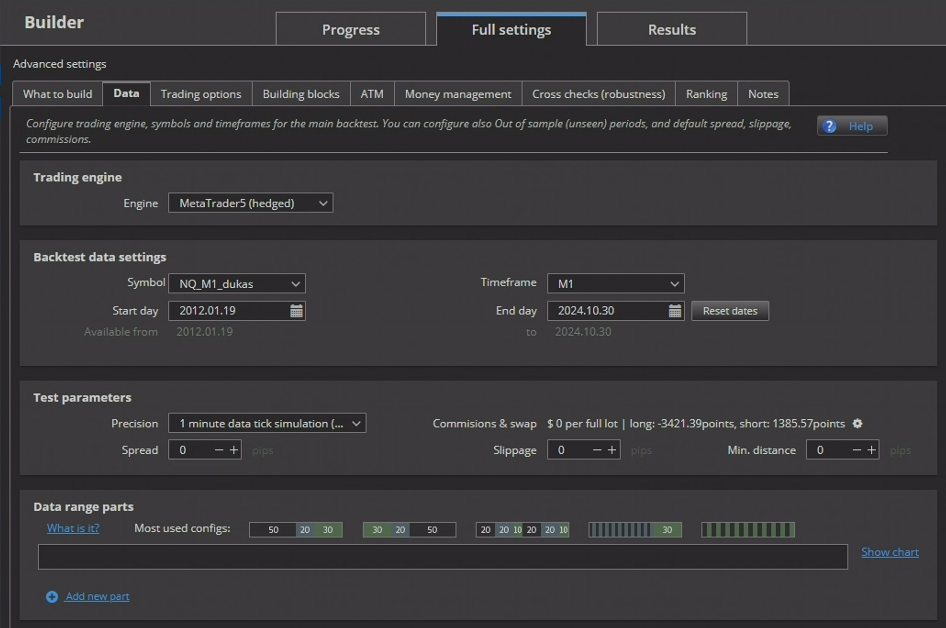 Builder
Progress
Full settings
Results
Advanced settings
What to build
Data
Trading options
Building blocks
ATM
Money management
Cross checks (robustness)
Ranking
Notes
Configure trading engine, symbols and timeframes for the main backtest. You can configure also Out of sample (unseen) periods, and default spread, slippage,
commissions.
? Help
Trading engine
Engine MetaTrader5 (hedged)
Backtest data settings
Symbol NQ_M1_dukas Timeframe M1
Start day 2012.01.19 End day 2024.10.30 Reset dates
Available from 2012.01.19 to 2024.10.30
Test parameters
Precision 1 minute data tick simulation (... Commisions & swap $ 0 per full lot | long: -3421.39points, short: 1385.57points
Spread 0 − + pips Slippage 0 − + pips Min. distance 0 − + pips
Data range parts
What is it? Most used configs: 50 20 30 30 20 50 20 20 10 20 20 10 30
Show chart
Add new part